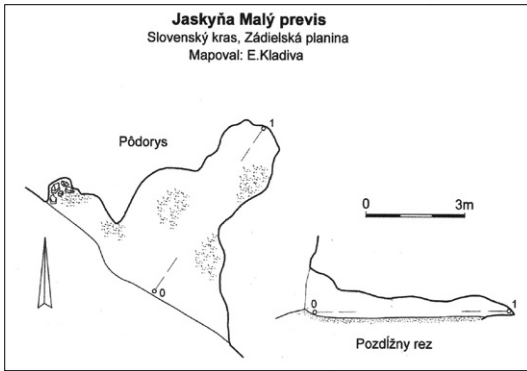 Jaskyňa Malý previs
Slovenský kras, Zádielská planina
Mapoval: E.Kladiva
Pôdorys
1
0
0 3m
0
1
Pozdĺžny rez